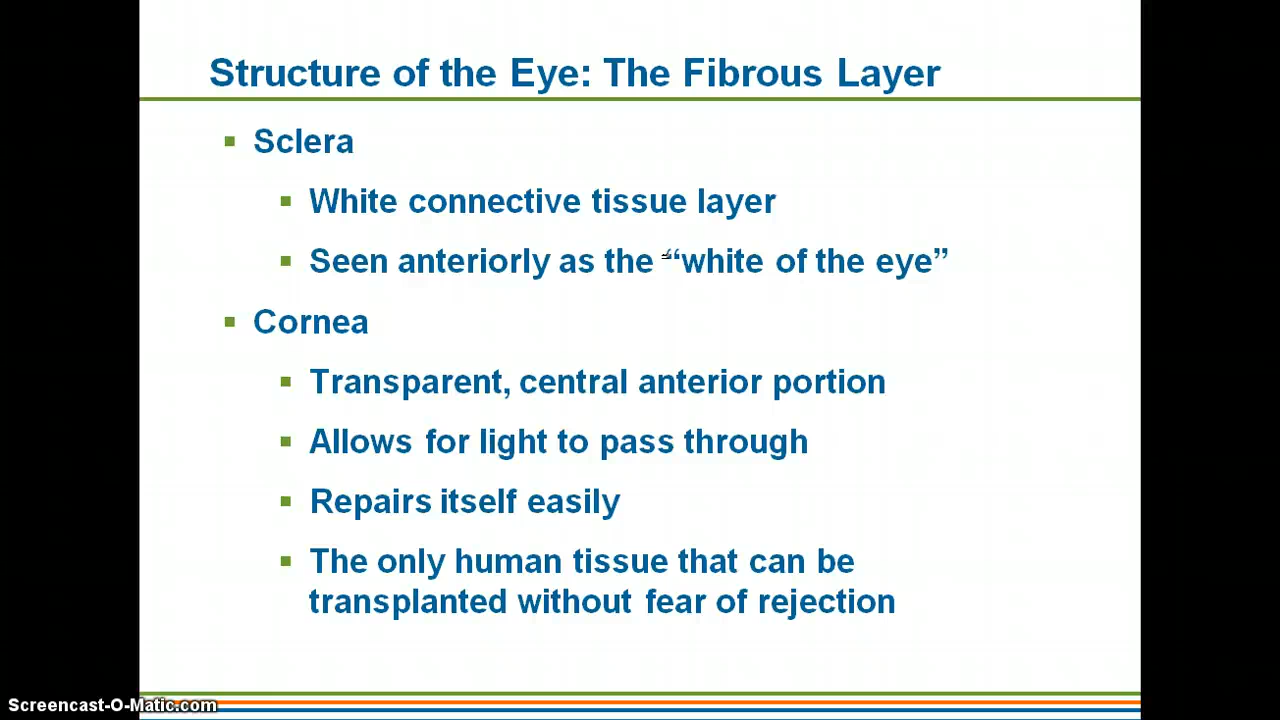 Structure of the Eye: The Fibrous Layer
▪ Sclera
▪ White connective tissue layer
▪ Seen anteriorly as the “white of the eye”
▪ Cornea
▪ Transparent, central anterior portion
▪ Allows for light to pass through
▪ Repairs itself easily
▪ The only human tissue that can be
transplanted without fear of rejection
Screencast-O-Matic.com